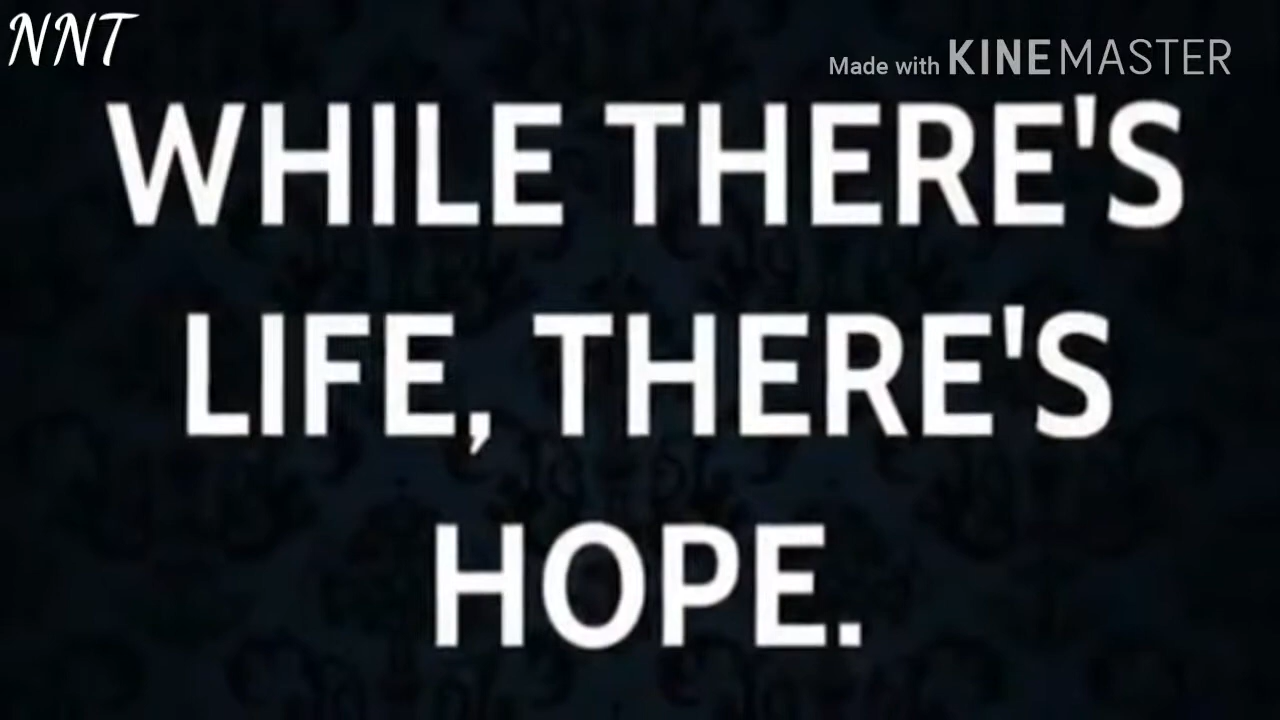 NNT
Made with KINEMASTER
WHILE THERE'S
LIFE, THERE'S
HOPE.